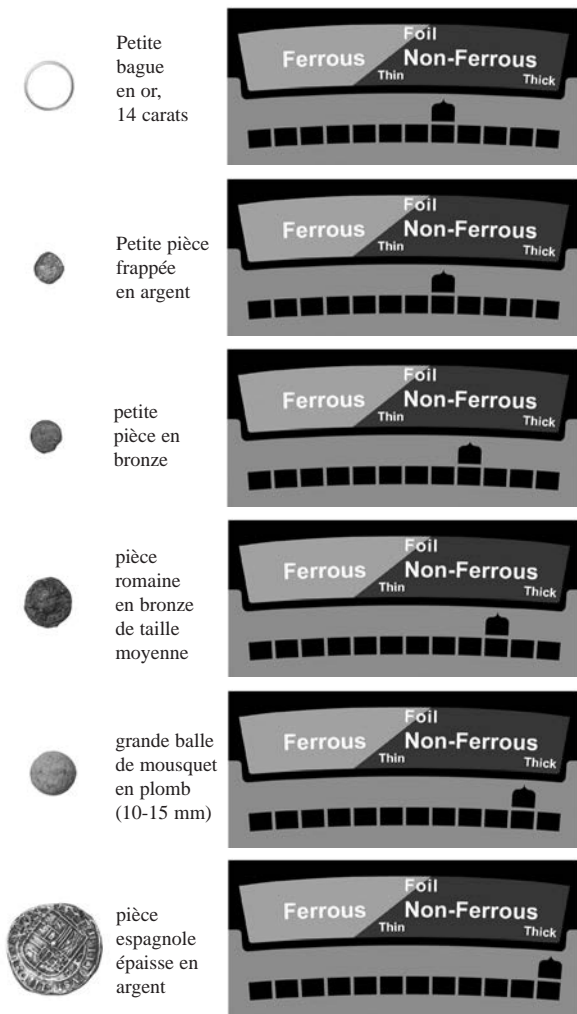 Petite
bague
en or,
14 carats
Foil
Ferrous Non-Ferrous
Thin Thick
Petite pièce
frappée
en argent
Foil
Ferrous Non-Ferrous
Thin Thick
petite
pièce en
bronze
Foil
Ferrous Non-Ferrous
Thin Thick
pièce
romaine
en bronze
de taille
moyenne
Foil
Ferrous Non-Ferrous
Thin Thick
grande balle
de mousquet
en plomb
(10-15 mm)
Foil
Ferrous Non-Ferrous
Thin Thick
pièce
espagnole
épaisse en
argent
Foil
Ferrous Non-Ferrous
Thin Thick